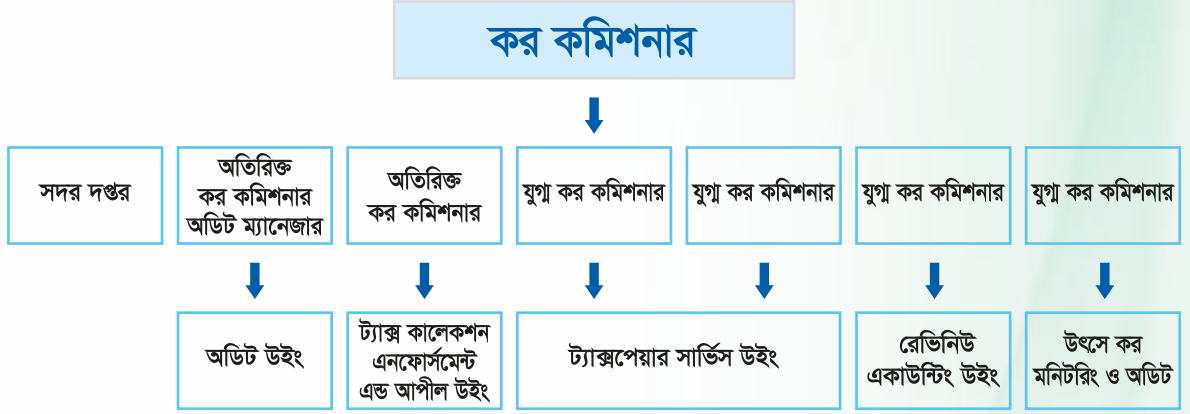 কর কমিশনার
সদর দপ্তর
অতিরিক্ত
কর কমিশনার
অডিট ম্যানেজার
অতিরিক্ত
কর কমিশনার
যুগ্ম কর কমিশনার
যুগ্ম কর কমিশনার
যুগ্ম কর কমিশনার
যুগ্ম কর কমিশনার
অডিট উইং
ট্যাক্স কালেকশন
এনফোর্সমেন্ট
এন্ড আপীল উইং
ট্যাক্সপেয়ার সার্ভিস উইং
রেভিনিউ
একাউন্টিং উইং
উৎসে কর
মনিটরিং ও অডিট